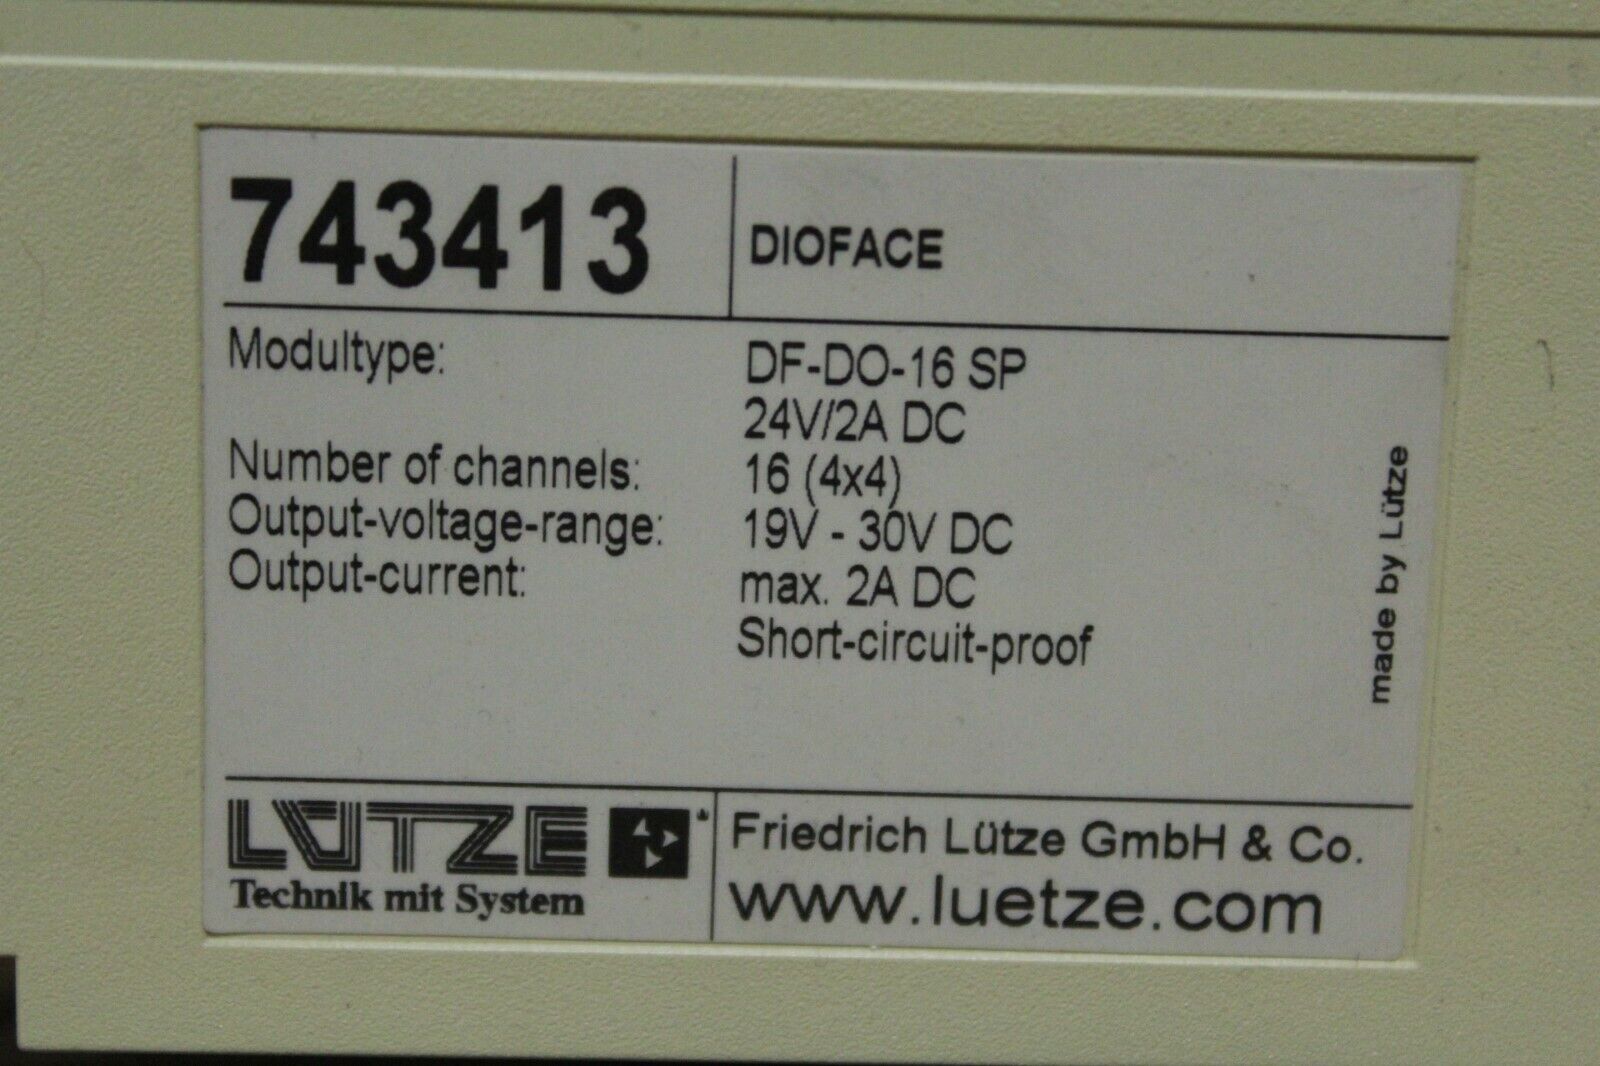 743413
DIOFACE
Modultype: DF-DO-16 SP
24V/2A DC
Number of channels: 16 (4x4)
Output-voltage-range: 19V - 30V DC
Output-current: max. 2A DC
Short-circuit-proof
made by Lütze
LÜTZE
Technik mit System
Friedrich Lütze GmbH & Co.
www.luetze.com